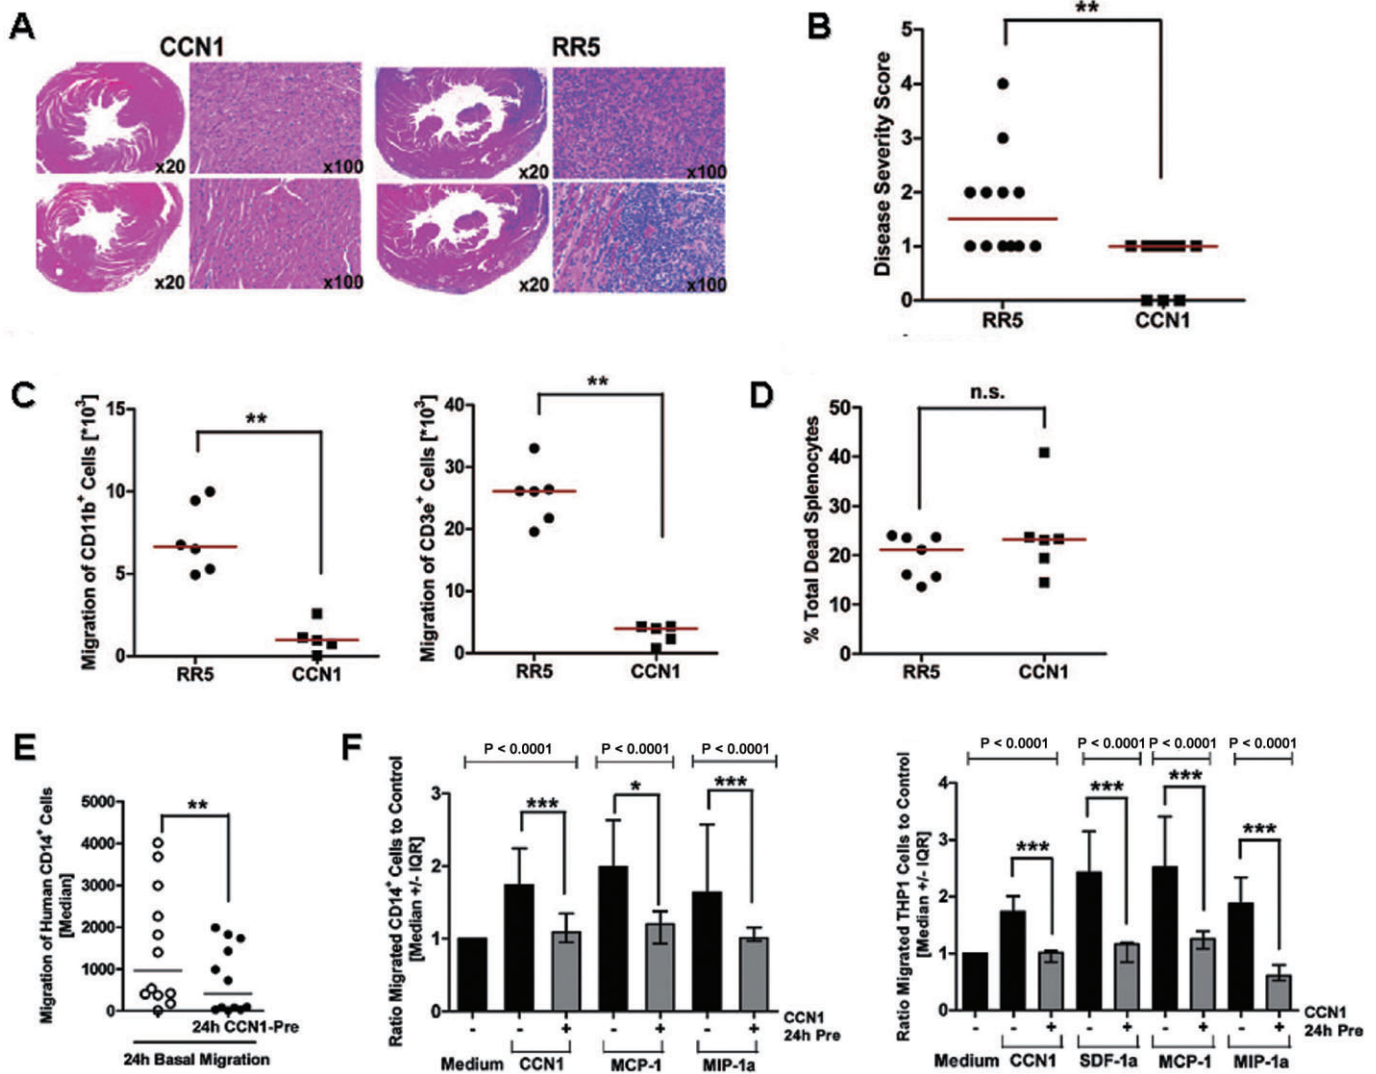 A
CCN1
RR5
x20
x100
x20
x100
x20
x100
x20
x100
B
**
Disease Severity Score
5
4
3
2
1
0
RR5
CCN1
C
**
Migration of CD11b⁺ Cells [*10³]
15
10
5
0
RR5
CCN1
**
Migration of CD3e⁺ Cells [*10³]
40
30
20
10
0
RR5
CCN1
D
n.s.
% Total Dead Splenocytes
50
40
30
20
10
0
RR5
CCN1
E
**
Migration of Human CD14⁺ Cells
[Median]
5000
4000
3000
2000
1000
0
24h CCN1-Pre
24h Basal Migration
F
P < 0.0001
P < 0.0001
P < 0.0001
Ratio Migrated CD14⁺ Cells to Control
[Median +/- IQR]
3
2
1
0
***
*
***
- - + - + - +
CCN1
24h Pre
Medium
CCN1
MCP-1
MIP-1a
P < 0.0001
P < 0.0001
P < 0.0001
P < 0.0001
Ratio Migrated THP1 Cells to Control
[Median +/- IQR]
4
3
2
1
0
***
***
***
***
- - + - + - + - +
CCN1
24h Pre
Medium
CCN1
SDF-1a
MCP-1
MIP-1a